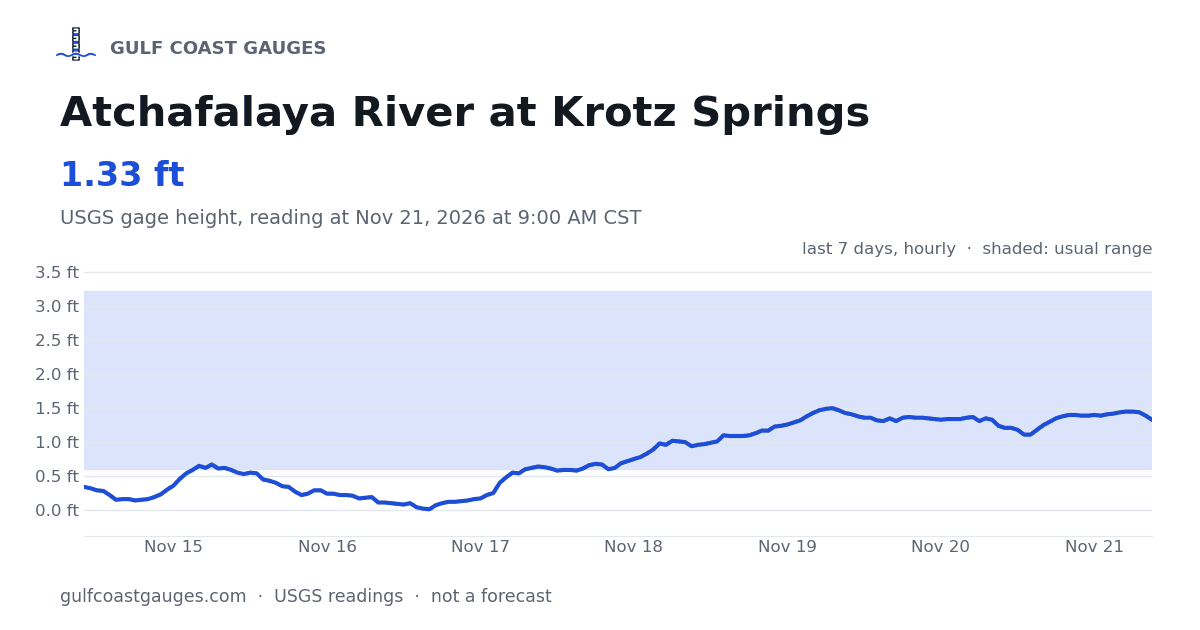 GULF COAST GAUGES
Atchafalaya River at Krotz Springs
1.33 ft
USGS gage height, reading at Nov 21, 2026 at 9:00 AM CST
last 7 days, hourly · shaded: usual range
3.5 ft
3.0 ft
2.5 ft
2.0 ft
1.5 ft
1.0 ft
0.5 ft
0.0 ft
Nov 15 Nov 16 Nov 17 Nov 18 Nov 19 Nov 20 Nov 21
gulfcoastgauges.com · USGS readings · not a forecast